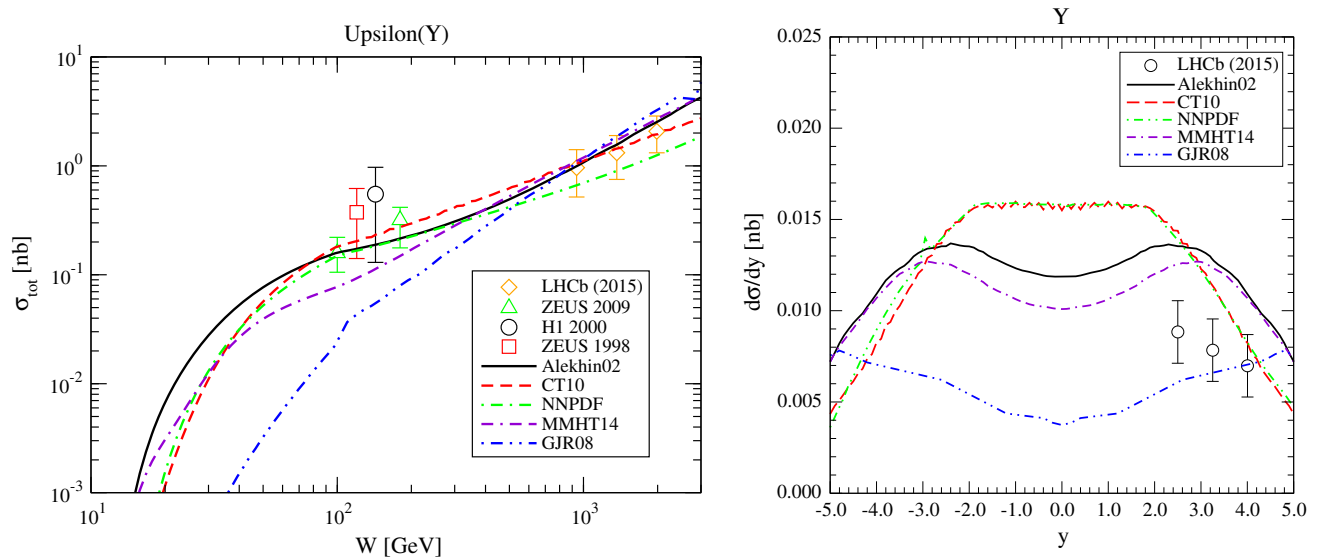 Upsilon(Y)
σ_tot [nb]
10^1
10^0
10^-1
10^-2
10^-3
LHCb (2015)
ZEUS 2009
H1 2000
ZEUS 1998
Alekhin02
CT10
NNPDF
MMHT14
GJR08
10^1 10^2 10^3
W [GeV]
Y
dσ/dy [nb]
0.025
0.020
0.015
0.010
0.005
0.000
LHCb (2015)
Alekhin02
CT10
NNPDF
MMHT14
GJR08
-5.0 -4.0 -3.0 -2.0 -1.0 0.0 1.0 2.0 3.0 4.0 5.0
y